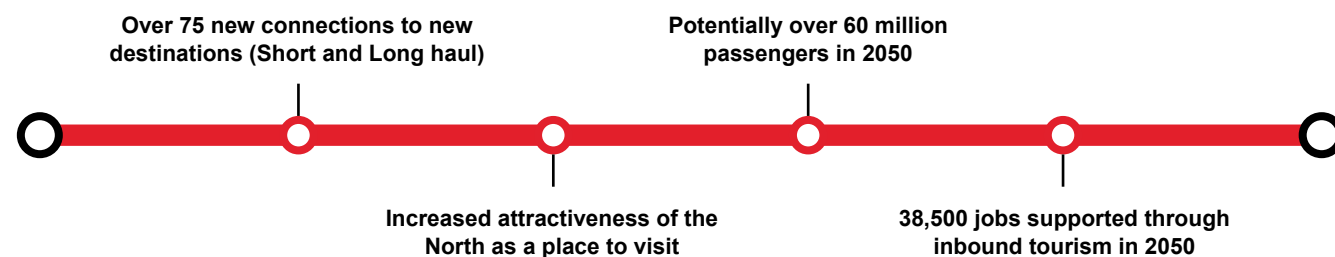 Over 75 new connections to new
destinations (Short and Long haul)
Increased attractiveness of the
North as a place to visit
Potentially over 60 million
passengers in 2050
38,500 jobs supported through
inbound tourism in 2050